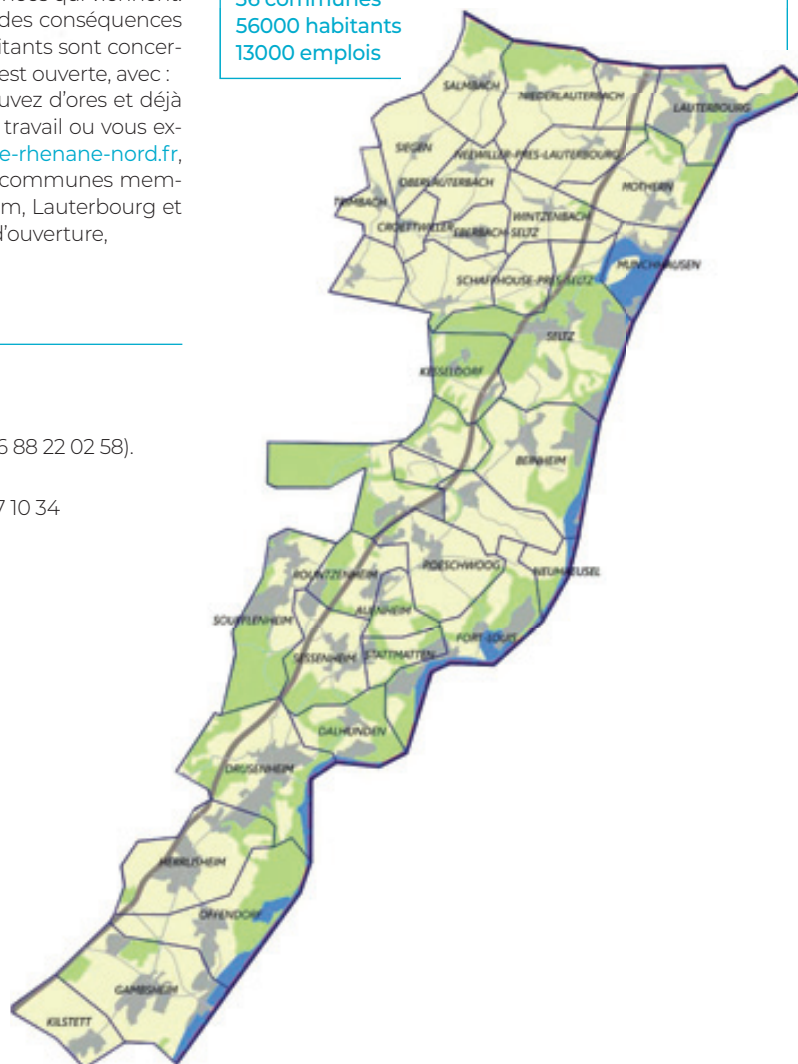 des conséquences
itants sont concer-
est ouverte, avec :
uvez d'ores et déjà
travail ou vous ex-
e-rhenane-nord.fr,
communes mem-
m, Lauterbourg et
d'ouverture,
6 88 22 02 58).
7 10 34
communes
56000 habitants
13000 emplois
SALMBACH
NIEDERLAUTERBACH
LAUTERBOURG
SIEGEN
NEEWILLER-PRES-LAUTERBOURG
OBERLAUTERBACH
MOTHERN
TRIMBACH
WINTZENBACH
CROETTWILLER
EBERBACH-SELTZ
MUNCHHAUSEN
SCHAFFHOUSE-PRES-SELTZ
SELTZ
KESSELDORF
BEINHEIM
ROESCHWOOG
ROUNTZENHEIM
NEUHAEUSEL
AUENHEIM
SOUFFLENHEIM
FORT-LOUIS
SESSENHEIM
STATTMATTEN
DALHUNDEN
DRUSENHEIM
HERRLISHEIM
OFFENDORF
GAMBSHEIM
KILSTETT